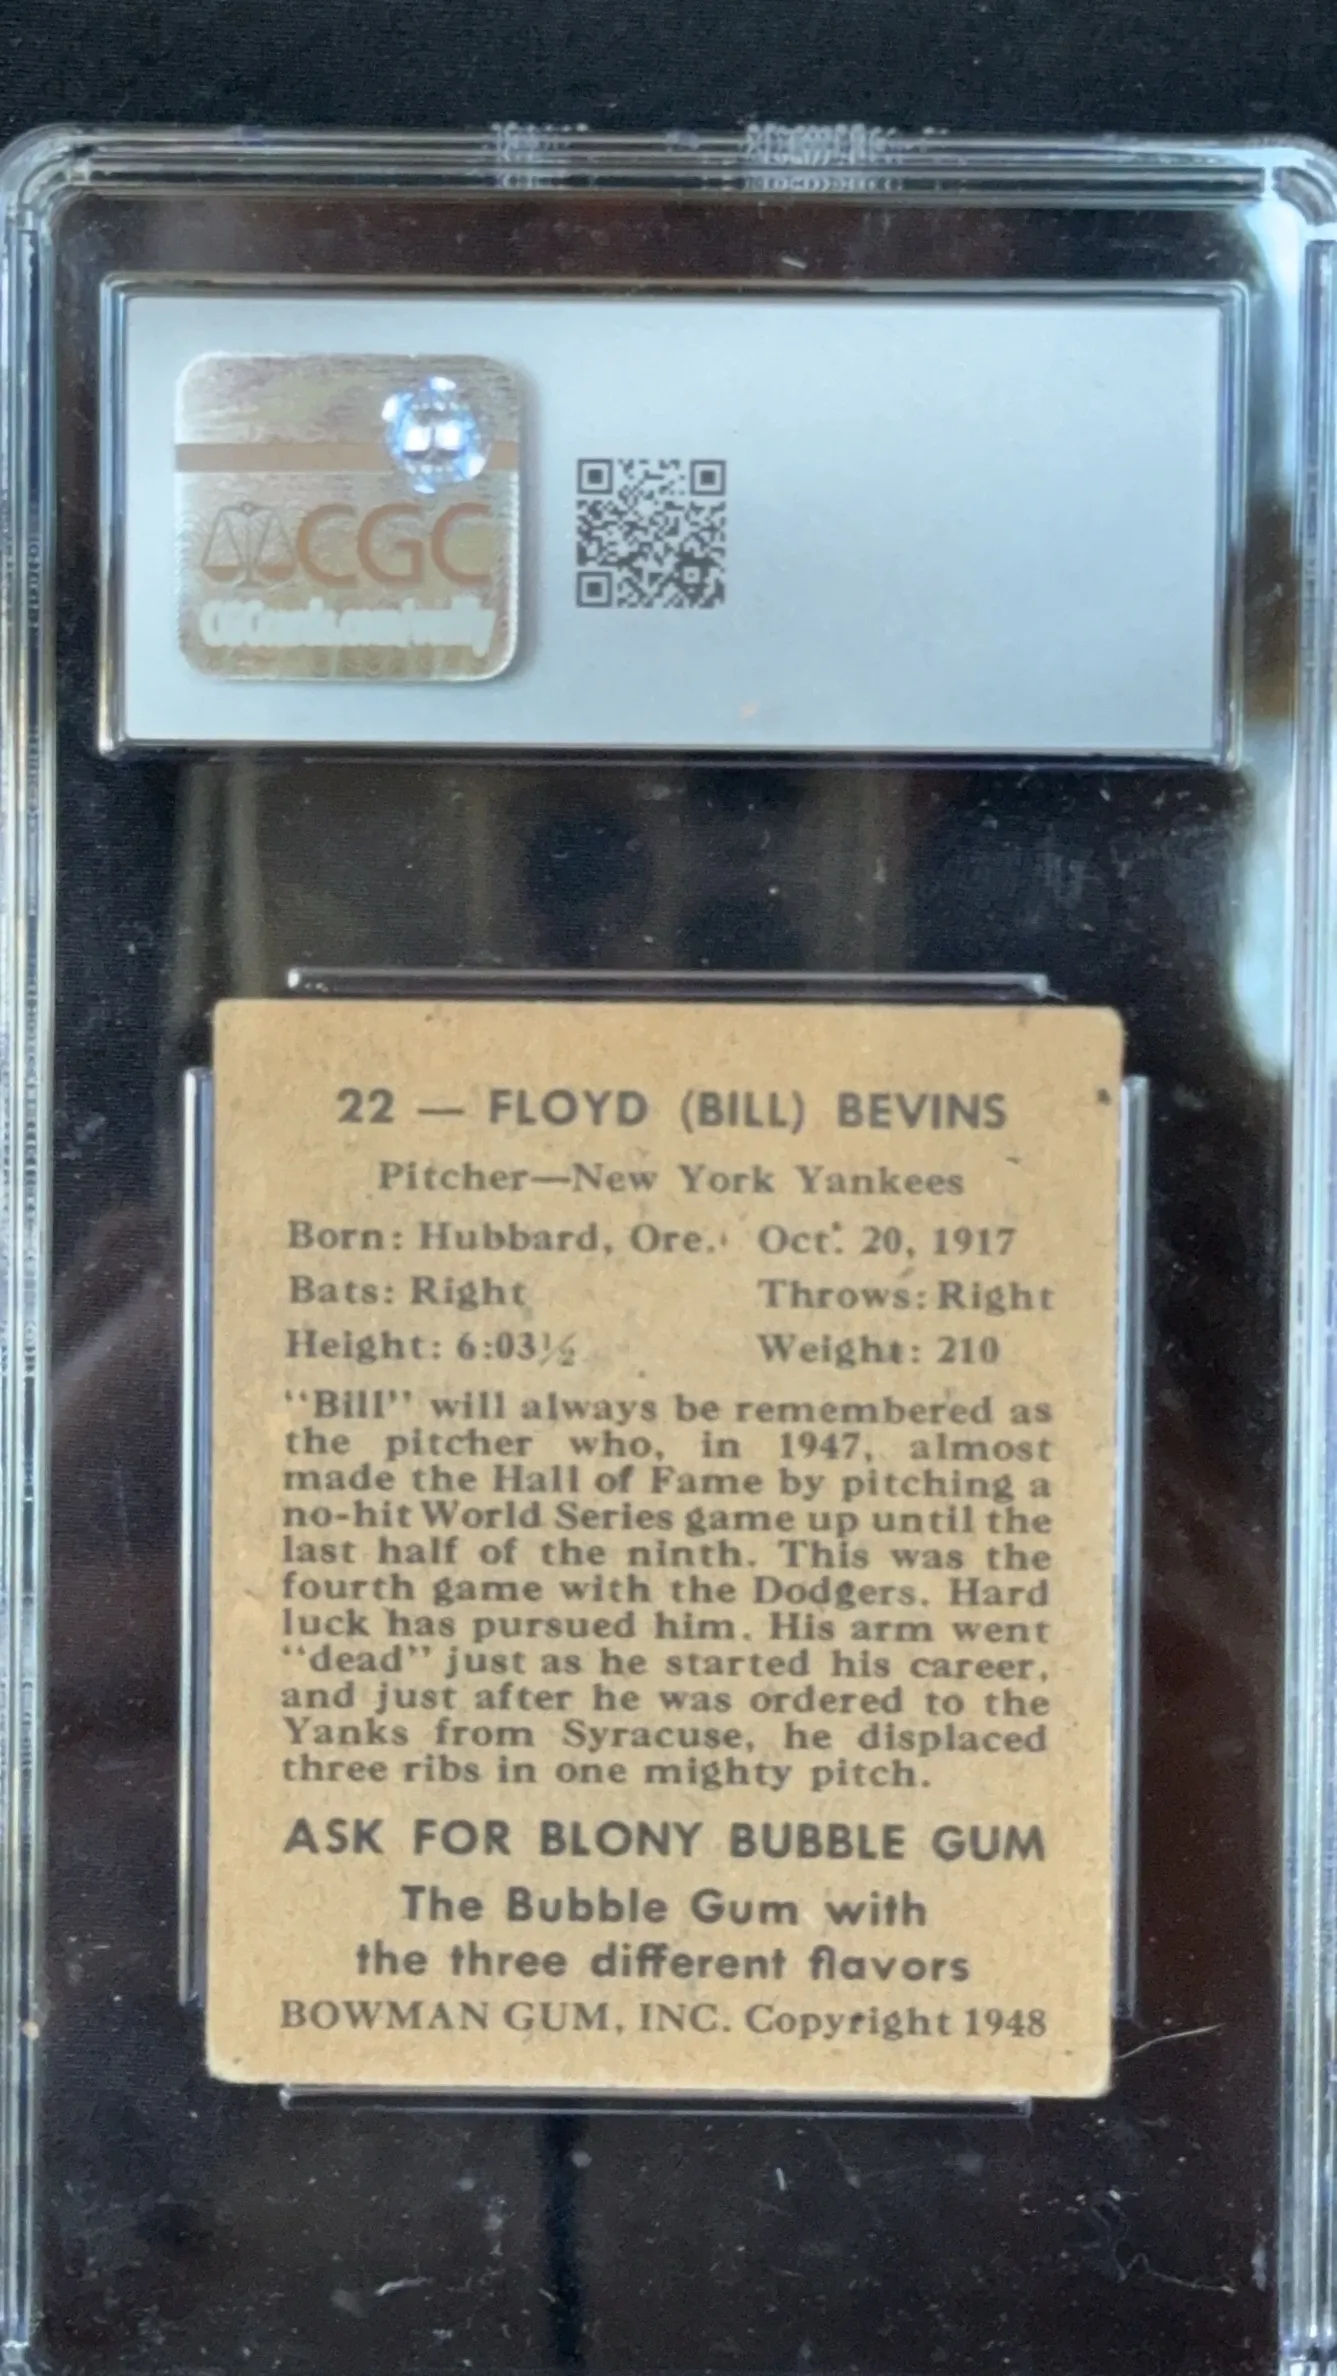 CGC
22 — FLOYD (BILL) BEVINS
Pitcher—New York Yankees
Born: Hubbard, Ore. Oct. 20, 1917
Bats: Right Throws: Right
Height: 6:03½ Weight: 210
"Bill" will always be remembered as
the pitcher who, in 1947, almost
made the Hall of Fame by pitching a
no-hit World Series game up until the
last half of the ninth. This was the
fourth game with the Dodgers. Hard
luck has pursued him. His arm went
"dead" just as he started his career,
and just after he was ordered to the
Yanks from Syracuse, he displaced
three ribs in one mighty pitch.
ASK FOR BLONY BUBBLE GUM
The Bubble Gum with
the three different flavors
BOWMAN GUM, INC. Copyright 1948